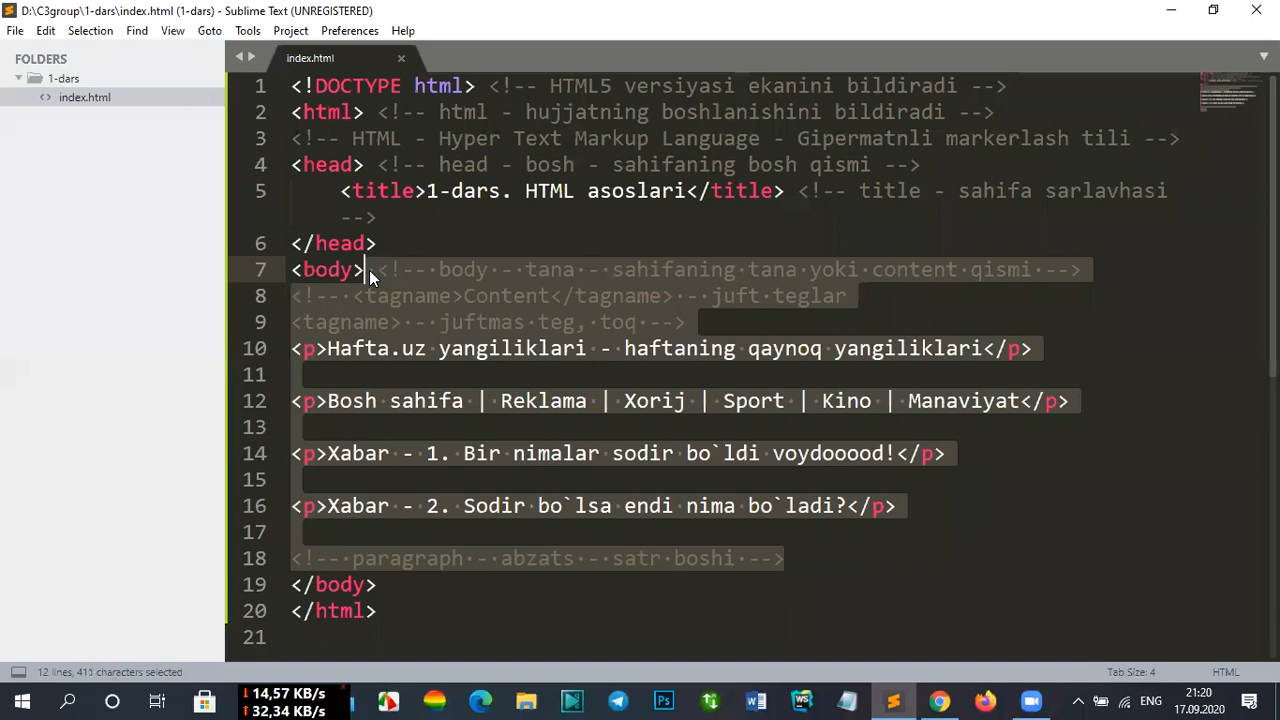 D:\C3group\1-dars\index.html (1-dars) - Sublime Text (UNREGISTERED)
File Edit Selection Find View Goto Tools Project Preferences Help
FOLDERS
1-dars
index.html
index.html
1 <!DOCTYPE html> <!-- HTML5 versiyasi ekanini bildiradi -->
2 <html> <!-- html - hujjatning boshlanishini bildiradi -->
3 <!-- HTML - Hyper Text Markup Language - Gipermatnli markerlash tili -->
4 <head> <!-- head - bosh - sahifaning bosh qismi -->
5 <title>1-dars. HTML asoslari</title> <!-- title - sahifa sarlavhasi
-->
6 </head>
7 <body> <!-- body - tana - sahifaning tana yoki content qismi -->
8 <!-- <tagname>Content</tagname> - juft teglar
9 <tagname> - juftmas teg, toq -->
10 <p>Hafta.uz yangiliklari - haftaning qaynoq yangiliklari</p>
11
12 <p>Bosh sahifa | Reklama | Xorij | Sport | Kino | Manaviyat</p>
13
14 <p>Xabar - 1. Bir nimalar sodir bo`ldi voydooood!</p>
15
16 <p>Xabar - 2. Sodir bo`lsa endi nima bo`ladi?</p>
17
18 <!-- paragraph - abzats - satr boshi -->
19 </body>
20 </html>
21
12 lines, 411 characters selected
Tab Size: 4
HTML
14,57 KB/s
32,34 KB/s
ENG
21:20
17.09.2020